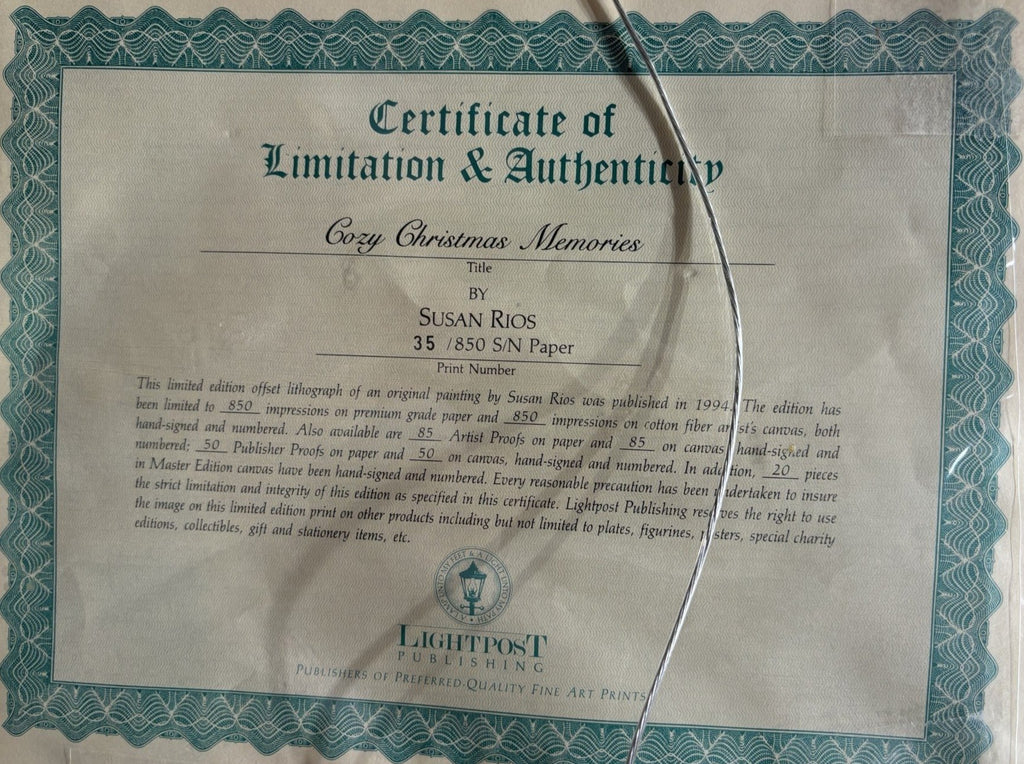 Certificate of
Limitation & Authenticity
Cozy Christmas Memories
Title
BY
SUSAN RIOS
35 /850 S/N Paper
Print Number
This limited edition offset lithograph of an original painting by Susan Rios was published in 1994. The edition has
been limited to 850 impressions on premium grade paper and 850 impressions on cotton fiber artist's canvas, both
hand-signed and numbered. Also available are 85 Artist Proofs on paper and 85 on canvas, hand-signed and
numbered; 50 Publisher Proofs on paper and 50 on canvas, hand-signed and numbered. In addition, 20 pieces
in Master Edition canvas have been hand-signed and numbered. Every reasonable precaution has been undertaken to insure
the strict limitation and integrity of this edition as specified in this certificate. Lightpost Publishing reserves the right to use
the image on this limited edition print on other products including but not limited to plates, figurines, posters, special charity
editions, collectibles, gift and stationery items, etc.
A LAMP UNTO MY FEET & A LIGHT UNTO MY PATH
LIGHTPOST
PUBLISHING
PUBLISHERS OF PREFERRED-QUALITY FINE ART PRINTS